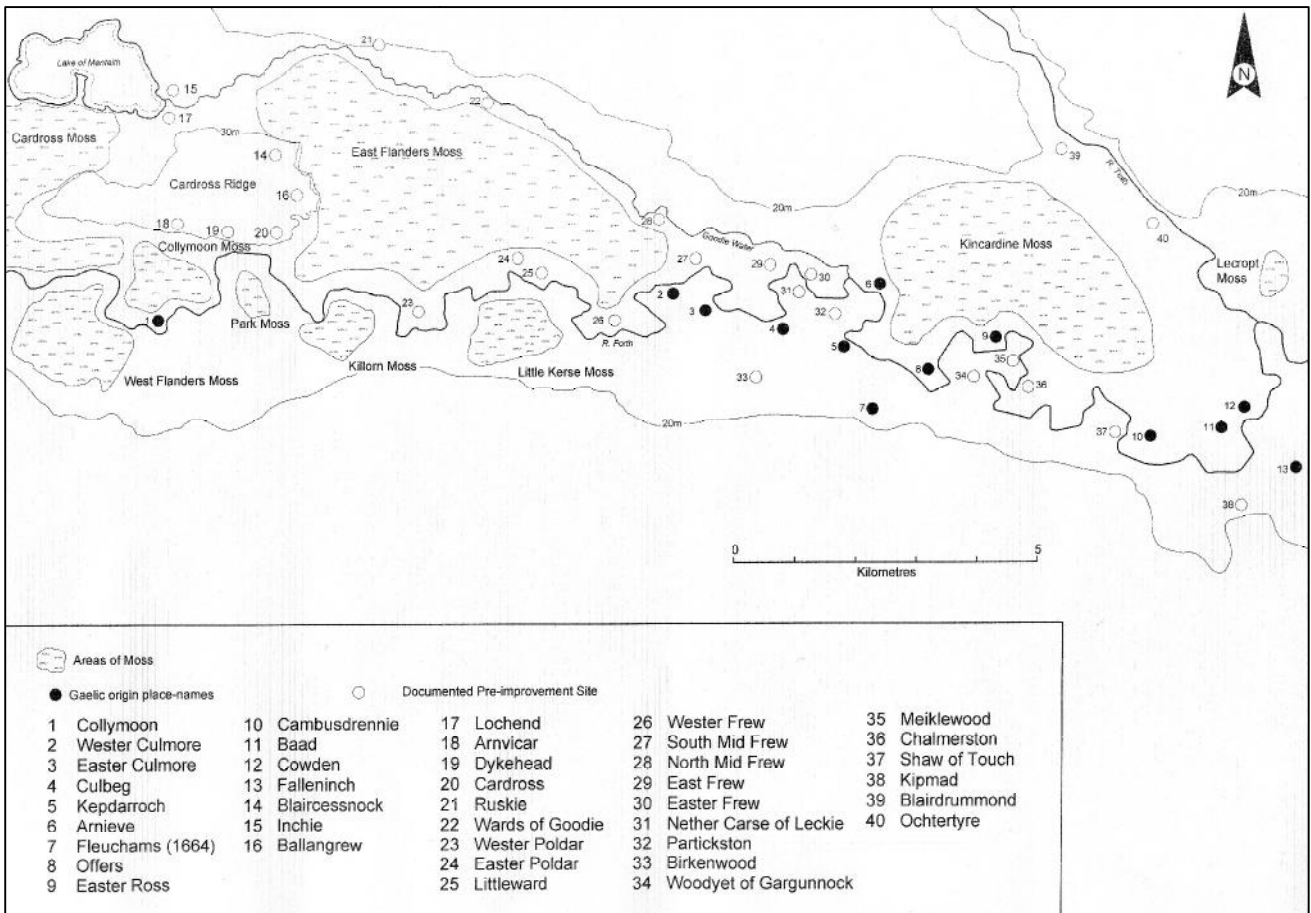 N
Lake of Menteith
21
15
22
17
Cardross Moss
30m
14
East Flanders Moss
39
R. Teith
Cardross Ridge
16
20m
20m
18
19
20
28
Goodie Water
40
Collymoon Moss
Kincardine Moss
24
27
29
30
Lecropt
Moss
25
2
31
6
23
3
32
1
Park Moss
26
4
9
R. Forth
5
35
West Flanders Moss
Killorn Moss
Little Kerse Moss
33
8
34
36
7
12
20m
37
10
11
13
38
0
5
Kilometres
Areas of Moss
Gaelic origin place-names
Documented Pre-improvement Site
1 Collymoon
2 Wester Culmore
3 Easter Culmore
4 Culbeg
5 Kepdarroch
6 Arnieve
7 Fleuchams (1664)
8 Offers
9 Easter Ross
10 Cambusdrennie
11 Baad
12 Cowden
13 Falleninch
14 Blaircessnock
15 Inchie
16 Ballangrew
17 Lochend
18 Arnvicar
19 Dykehead
20 Cardross
21 Ruskie
22 Wards of Goodie
23 Wester Poldar
24 Easter Poldar
25 Littleward
26 Wester Frew
27 South Mid Frew
28 North Mid Frew
29 East Frew
30 Easter Frew
31 Nether Carse of Leckie
32 Partickston
33 Birkenwood
34 Woodyet of Gargunnock
35 Meiklewood
36 Chalmerston
37 Shaw of Touch
38 Kipmad
39 Blairdrummond
40 Ochtertyre